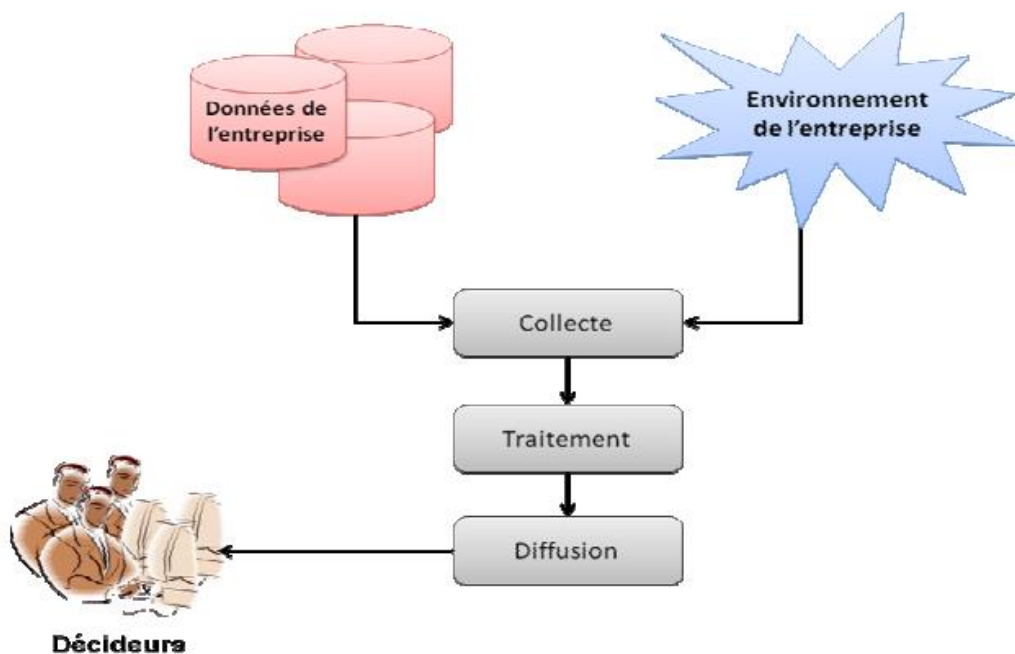 Données de
l'entreprise
Environnement
de l'entreprise
Collecte
Traitement
Diffusion
Décideurs